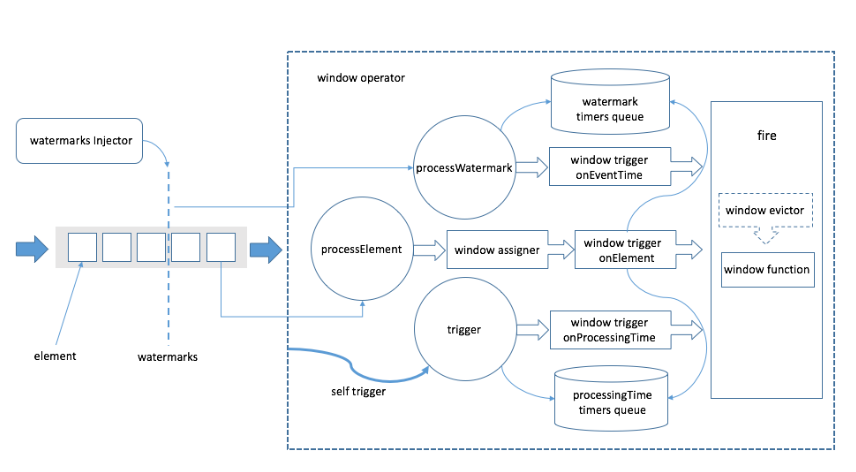 window operator
watermark
timers queue
watermarks Injector
fire
processWatermark
window trigger
onEventTime
window evictor
processElement
window assigner
window trigger
onElement
window function
trigger
window trigger
onProcessingTime
element
watermarks
self trigger
processingTime
timers queue